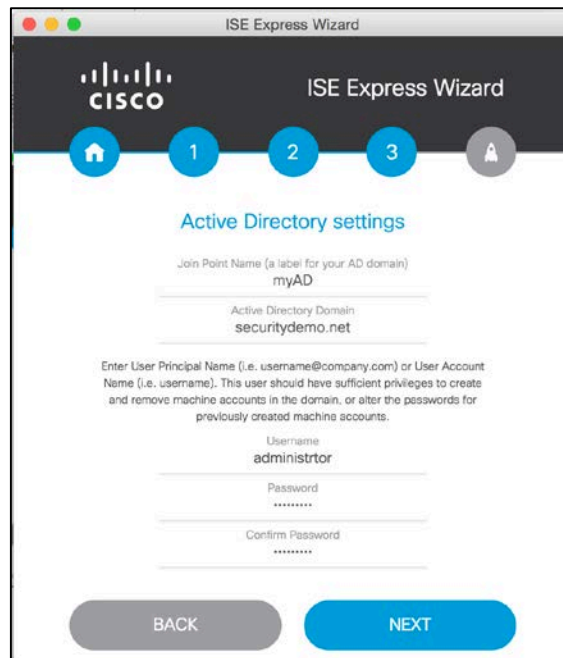 ISE Express Wizard
CISCO
ISE Express Wizard
1
2
3
Active Directory settings
Join Point Name (a label for your AD domain)
myAD
Active Directory Domain
securitydemo.net
Enter User Principal Name (i.e. username@company.com) or User Account
Name (i.e. username). This user should have sufficient privileges to create
and remove machine accounts in the domain, or alter the passwords for
previously created machine accounts.
Username
administrtor
Password
•••••••••
Confirm Password
•••••••••
BACK
NEXT